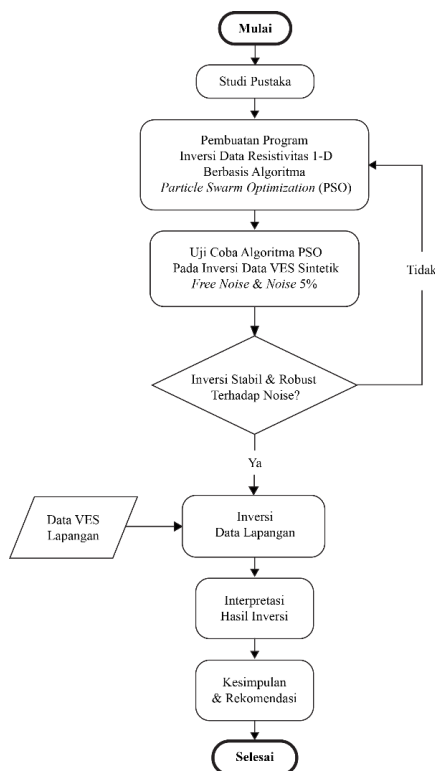 Mulai
Studi Pustaka
Pembuatan Program
Inversi Data Resistivitas 1-D
Berbasis Algoritma
Particle Swarm Optimization (PSO)
Uji Coba Algoritma PSO
Pada Inversi Data VES Sintetik
Free Noise & Noise 5%
Tidak
Inversi Stabil & Robust
Terhadap Noise?
Ya
Data VES
Lapangan
Inversi
Data Lapangan
Interpretasi
Hasil Inversi
Kesimpulan
& Rekomendasi
Selesai